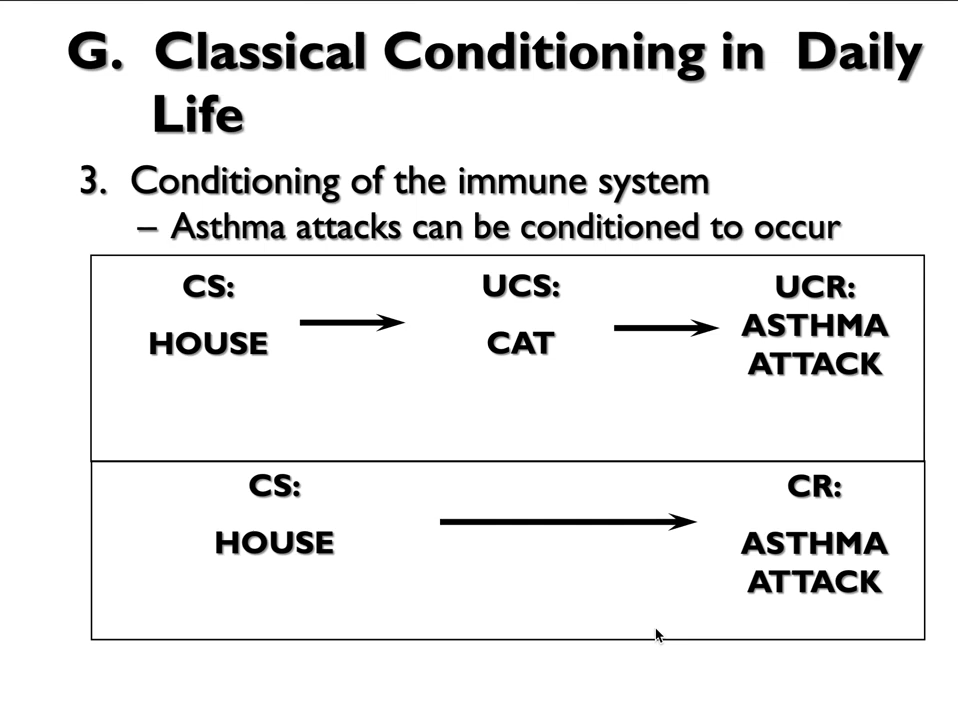 G. Classical Conditioning in Daily
Life
3. Conditioning of the immune system
– Asthma attacks can be conditioned to occur
CS: UCS: UCR:
HOUSE CAT ASTHMA
ATTACK
CS: CR:
HOUSE ASTHMA
ATTACK